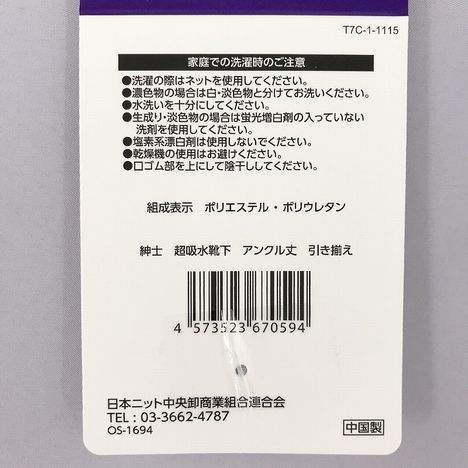 T7C-1-1115
家庭での洗濯時のご注意
●洗濯の際はネットを使用してください。
●濃色物の場合は白・淡色物と分けてお洗いください。
●水洗いを十分にしてください。
●生成り・淡色物の場合は蛍光増白剤の入っていない
洗剤を使用してください。
●塩素系漂白剤は使用しないでください。
●乾燥機の使用はお避けください。
●口ゴム部を上にして陰干ししてください。
組成表示 ポリエステル・ポリウレタン
紳士 超吸水靴下 アンクル丈 引き揃え
4 573523 670594
日本ニット中央卸商業組合連合会
TEL：03-3662-4787
OS-1694
中国製